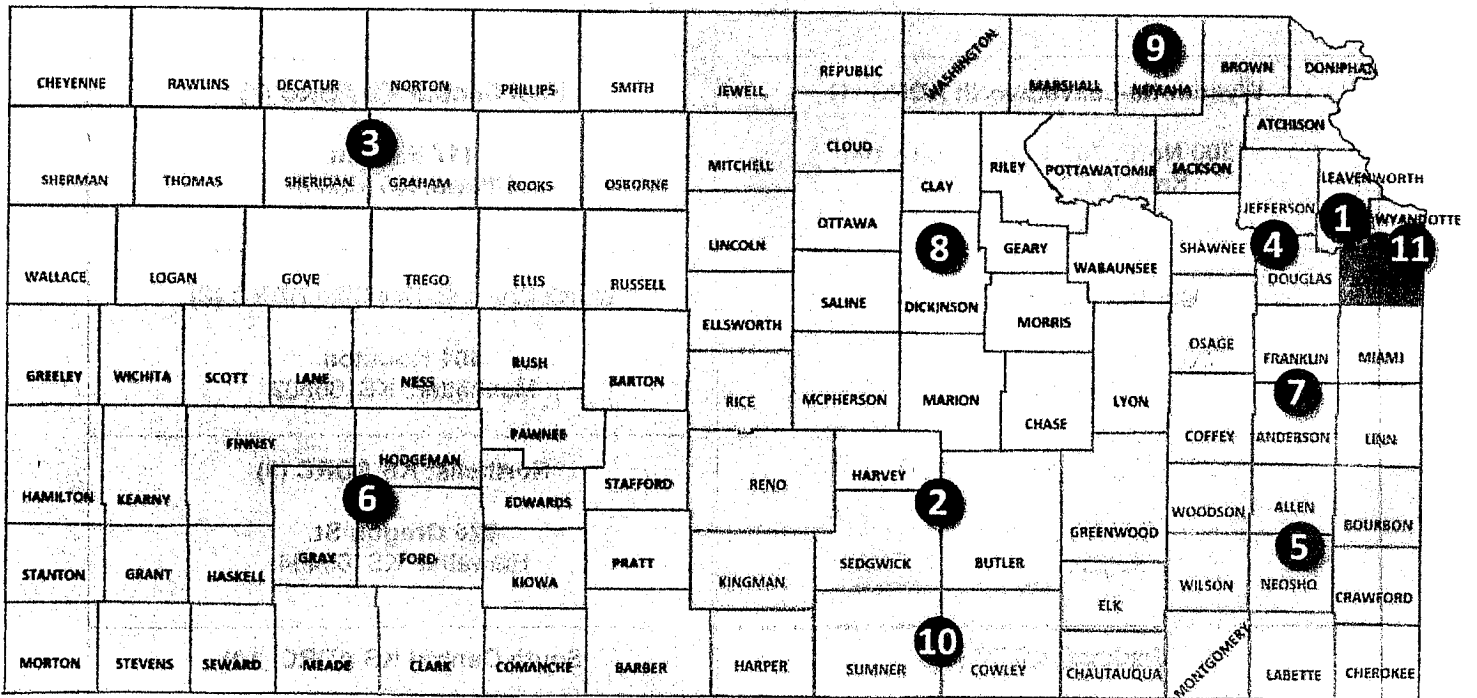 9
CHEYENNE RAWLINS DECATUR NORTON PHILLIPS SMITH JEWELL REPUBLIC WASHINGTON MARSHALL NEMAHA BROWN DONIPHAN
3
ATCHISON
SHERMAN THOMAS SHERIDAN GRAHAM ROOKS OSBORNE MITCHELL CLOUD CLAY RILEY POTTAWATOMIE JACKSON
LEAVENWORTH
JEFFERSON 1 WYANDOTTE
LINCOLN OTTAWA 8 GEARY WABAUNSEE SHAWNEE 4 11
WALLACE LOGAN GOVE TREGO ELLIS RUSSELL DOUGLAS
ELLSWORTH SALINE DICKINSON MORRIS
GREELEY WICHITA SCOTT LANE NESS RUSH BARTON OSAGE FRANKLIN MIAMI
RICE MCPHERSON MARION CHASE LYON 7
FINNEY HODGEMAN PAWNEE COFFEY ANDERSON LINN
HAMILTON KEARNY 6 EDWARDS STAFFORD RENO HARVEY 2
WOODSON ALLEN BOURBON
GREENWOOD 5
STANTON GRANT HASKELL GRAY FORD KIOWA PRATT KINGMAN SEDGWICK BUTLER WILSON NEOSHO CRAWFORD
ELK
MORTON STEVENS SEWARD MEADE CLARK COMANCHE BARBER HARPER SUMNER 10 COWLEY CHAUTAUQUA MONTGOMERY LABETTE CHEROKEE